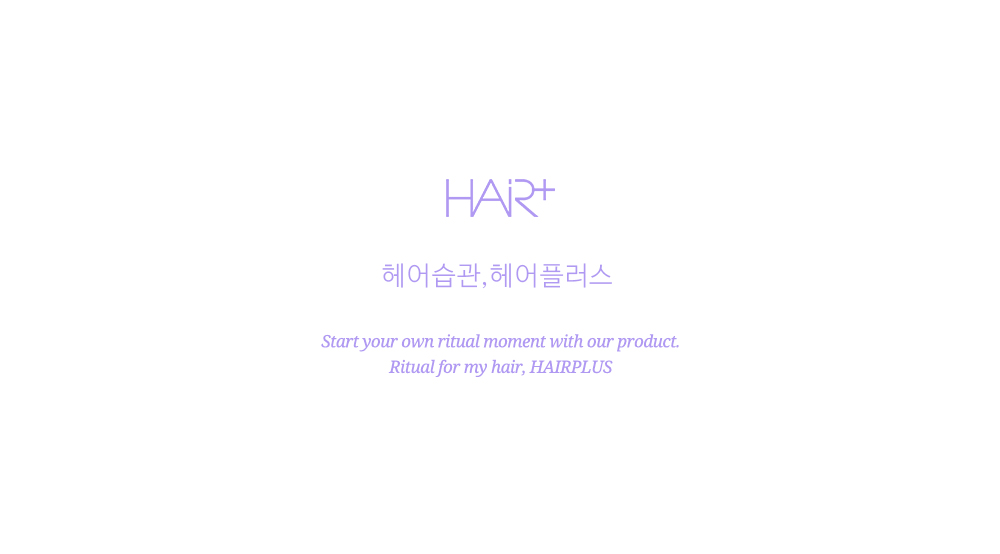 HAiR+
헤어습관, 헤어플러스
Start your own ritual moment with our product.
Ritual for my hair, HAIRPLUS